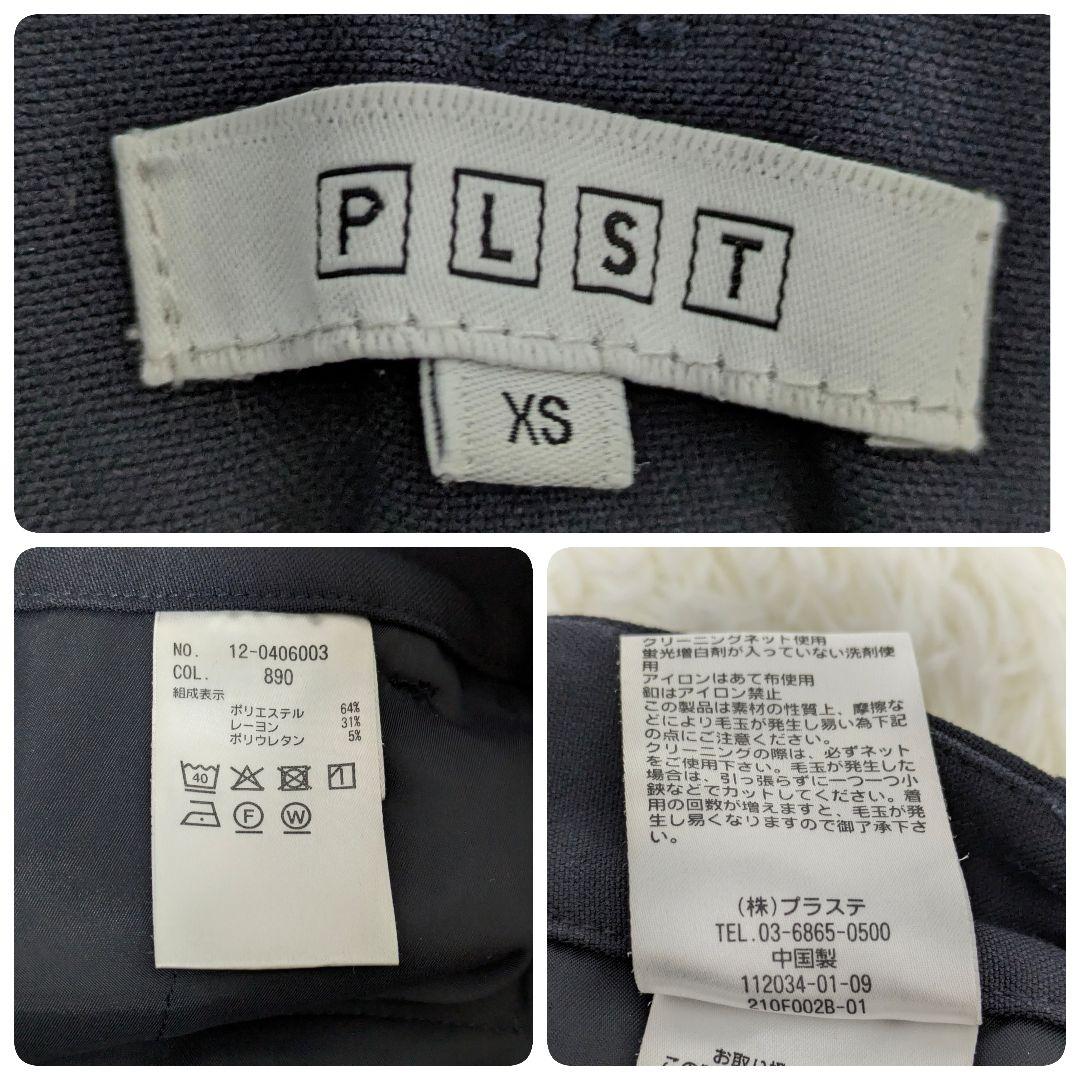 PLST
XS
NO. 12-0406003
COL. 890
組成表示
ポリエステル 64%
レーヨン 31%
ポリウレタン 5%
40
F W
クリーニングネット使用
蛍光増白剤が入っていない洗剤使
用
アイロンはあて布使用
釦はアイロン禁止
この製品は素材の性質上、摩擦な
どにより毛玉が発生し易い為下記
の点にご注意ください。
クリーニングの際は、必ずネット
をご使用下さい。毛玉が発生した
場合は、引っ張らずに一つ一つ小
鋏などでカットしてください。着
用の回数が増えますと、毛玉が発
生し易くなりますので御了承下さ
い。
(株)プラステ
TEL.03-6865-0500
中国製
112034-01-09
210F002B-01
お取い